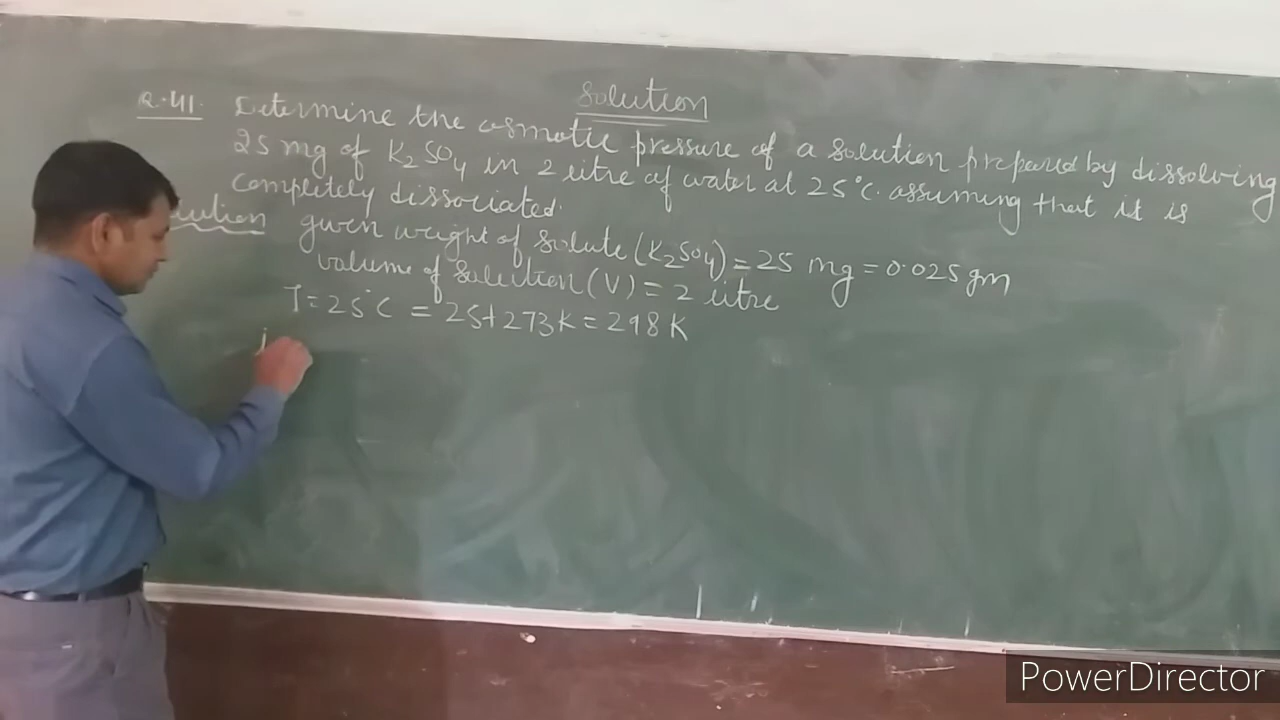 Solution
Q.41. Determine the osmotic pressure of a solution prepared by dissolving
25 mg of K2SO4 in 2 litre of water at 25°C. assuming that it is
completely dissociated.
lution given weight of solute (K2SO4) = 25 mg = 0.025 gm
volume of solution (V) = 2 litre
T = 25°C = 25+273K = 298 K
i
PowerDirector